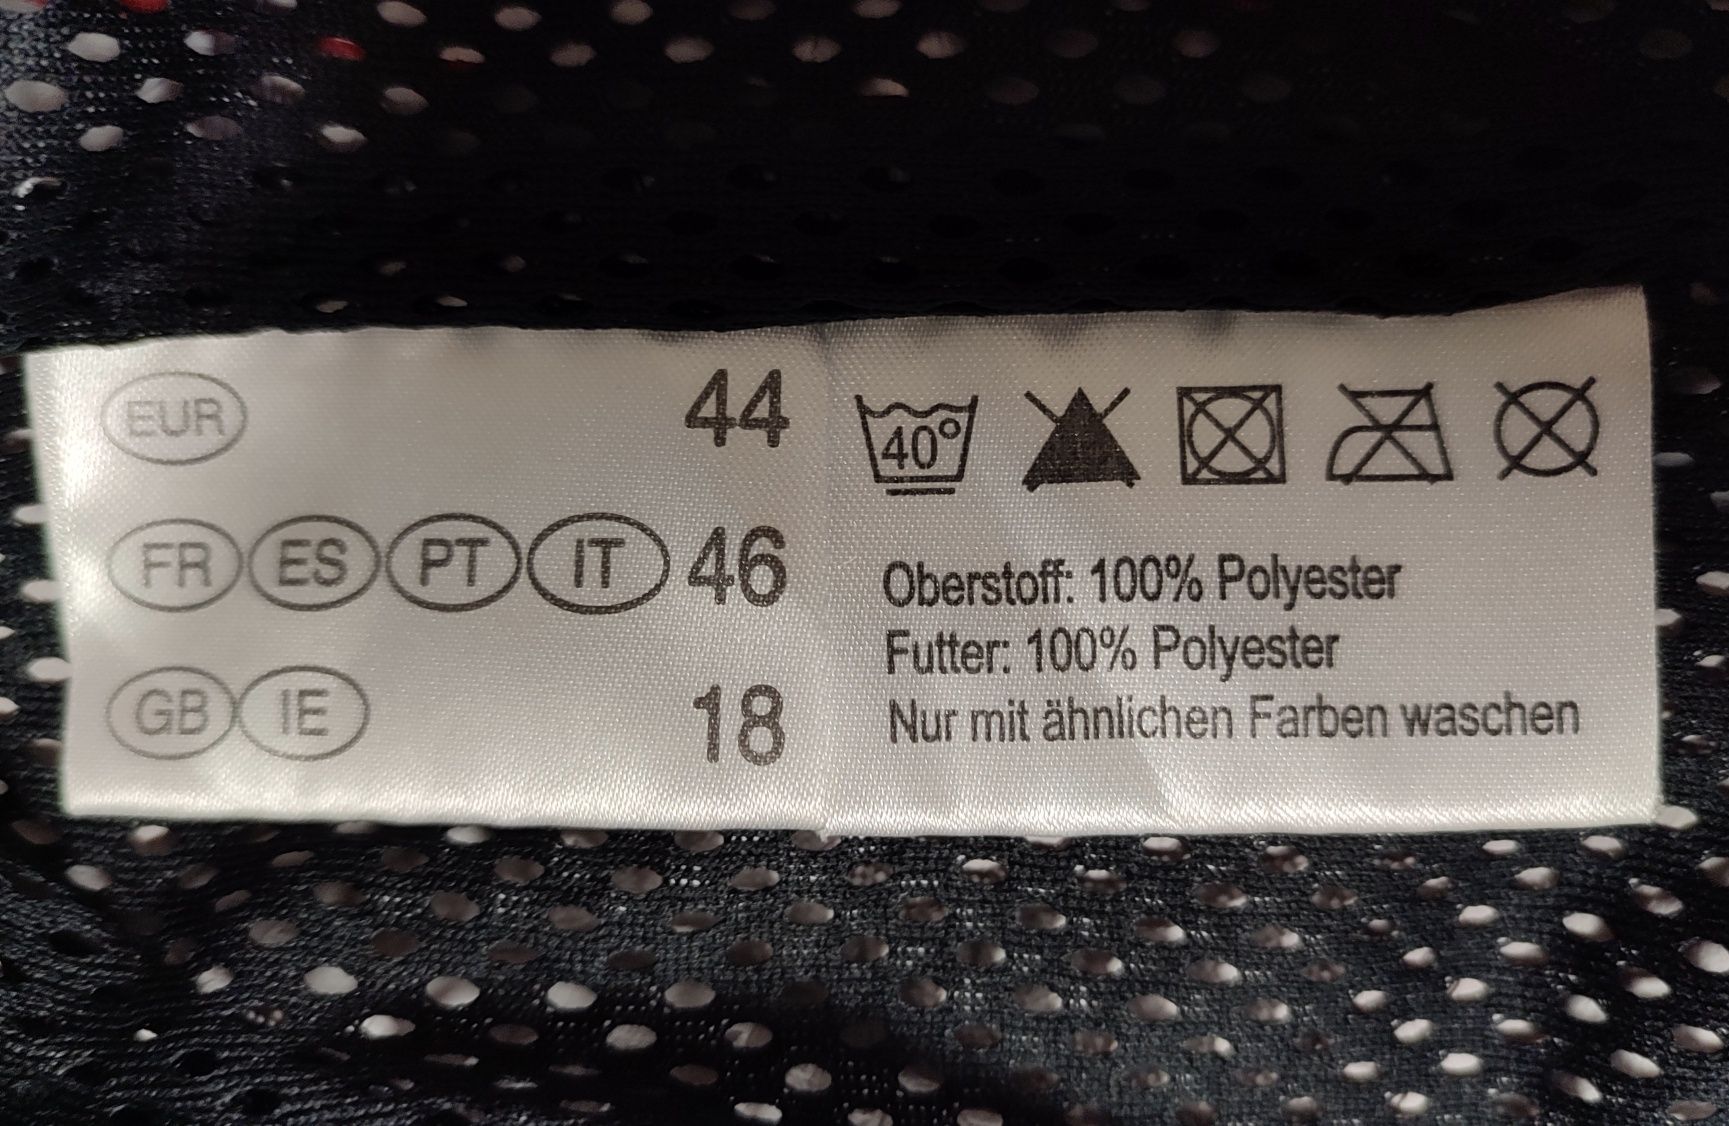 EUR 44
FR ES PT IT 46
GB IE 18
40°
Oberstoff: 100% Polyester
Futter: 100% Polyester
Nur mit ähnlichen Farben waschen